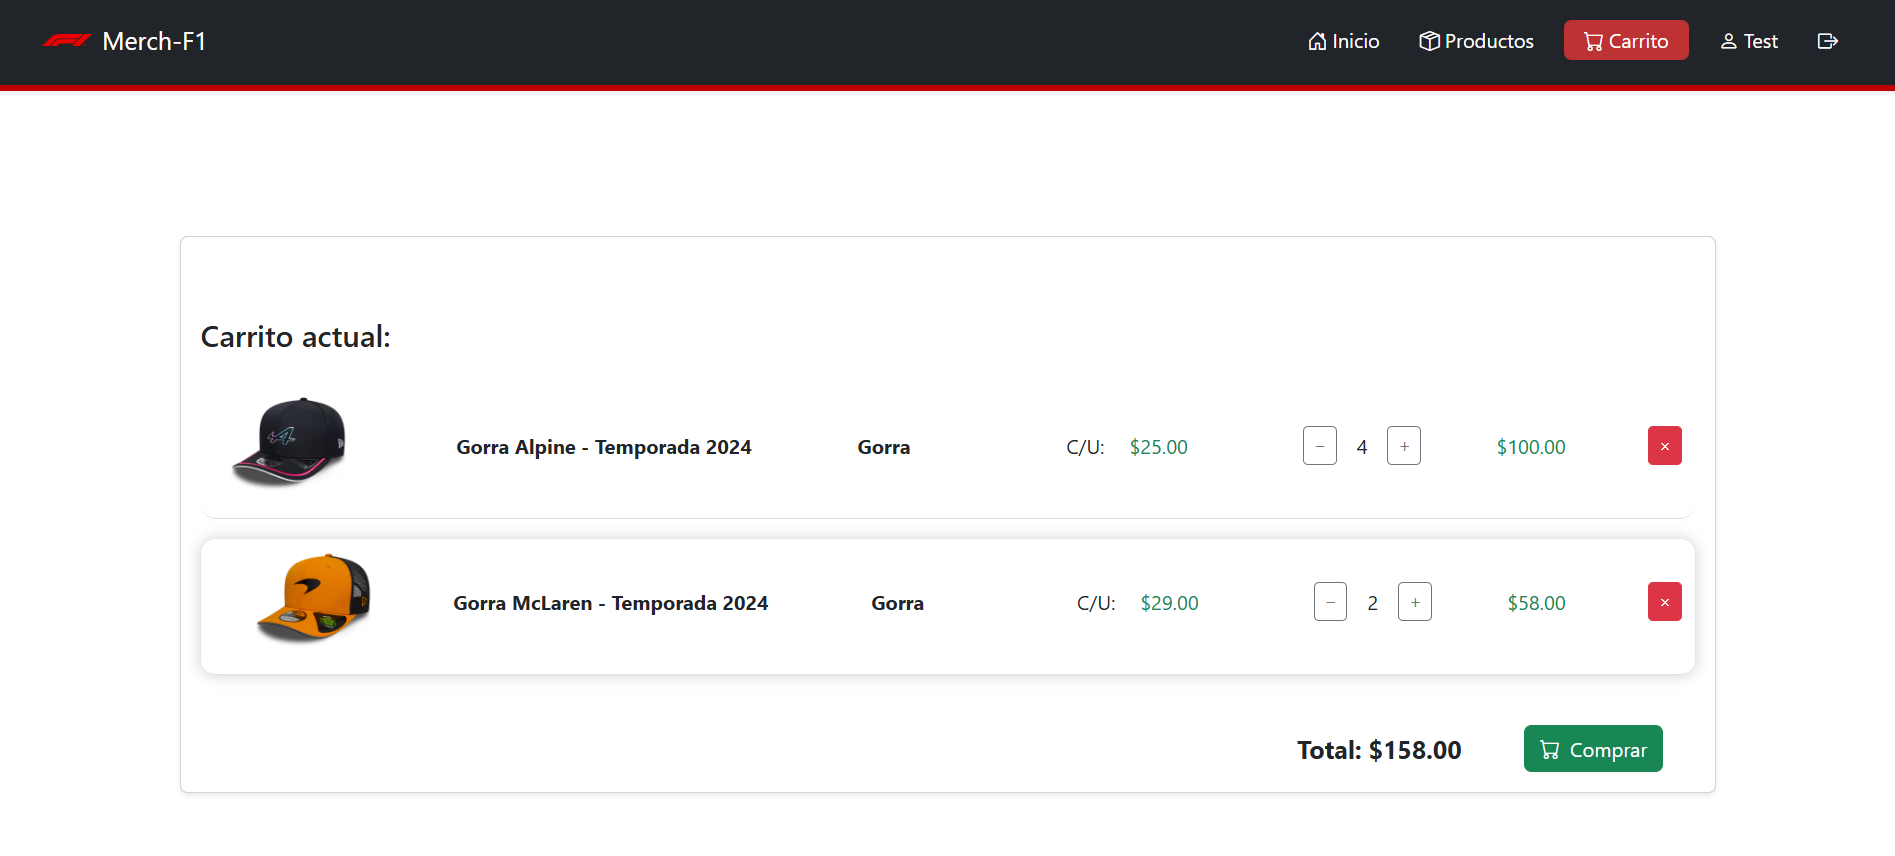 Merch-F1 Inicio Productos Carrito Test
Carrito actual:
Gorra Alpine - Temporada 2024 Gorra C/U: $25.00 − 4 + $100.00 ×
Gorra McLaren - Temporada 2024 Gorra C/U: $29.00 − 2 + $58.00 ×
Total: $158.00 Comprar